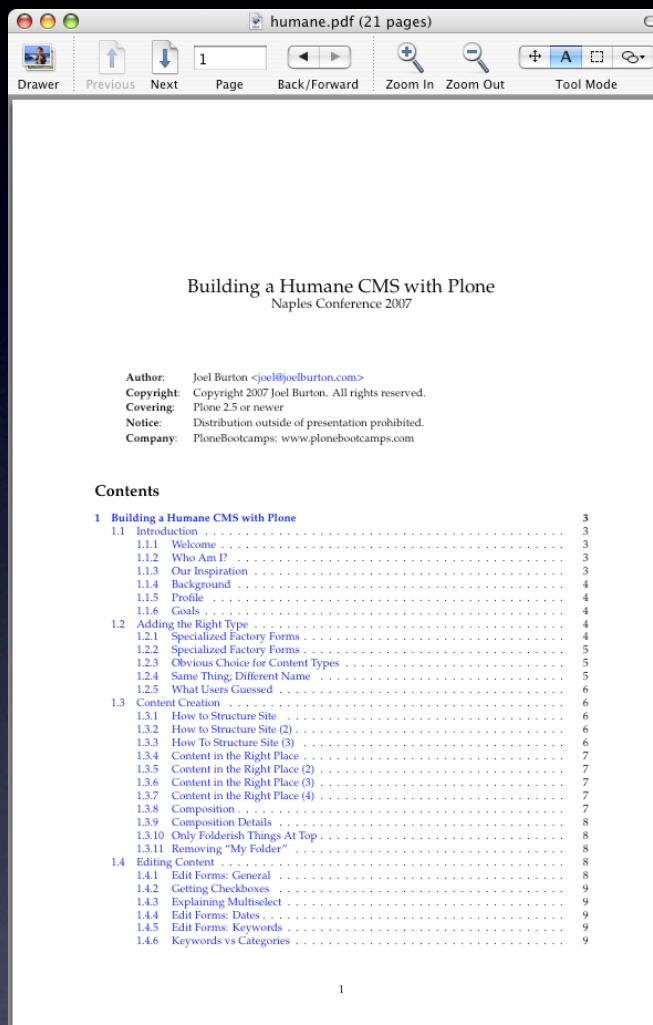 humane.pdf (21 pages)
1
Drawer Previous Next Page Back/Forward Zoom In Zoom Out Tool Mode
A
Building a Humane CMS with Plone
Naples Conference 2007
Author: Joel Burton <joel@joelburton.com>
Copyright: Copyright 2007 Joel Burton. All rights reserved.
Covering: Plone 2.5 or newer
Notice: Distribution outside of presentation prohibited.
Company: PloneBootcamps: www.plonebootcamps.com
Contents
1 Building a Humane CMS with Plone 3
1.1 Introduction . . . . . . . . . . 3
1.1.1 Welcome . . . . . . . . . . 3
1.1.2 Who Am I? . . . . . . . . . . 3
1.1.3 Our Inspiration . . . . . . . . . . 3
1.1.4 Background . . . . . . . . . . 4
1.1.5 Profile . . . . . . . . . . 4
1.1.6 Goals . . . . . . . . . . 4
1.2 Adding the Right Type . . . . . . . . . . 4
1.2.1 Specialized Factory Forms . . . . . . . . . . 4
1.2.2 Specialized Factory Forms . . . . . . . . . . 5
1.2.3 Obvious Choice for Content Types . . . . . . . . . . 5
1.2.4 Same Thing; Different Name . . . . . . . . . . 5
1.2.5 What Users Guessed . . . . . . . . . . 6
1.3 Content Creation . . . . . . . . . . 6
1.3.1 How to Structure Site . . . . . . . . . . 6
1.3.2 How to Structure Site (2) . . . . . . . . . . 6
1.3.3 How To Structure Site (3) . . . . . . . . . . 6
1.3.4 Content in the Right Place . . . . . . . . . . 7
1.3.5 Content in the Right Place (2) . . . . . . . . . . 7
1.3.6 Content in the Right Place (3) . . . . . . . . . . 7
1.3.7 Content in the Right Place (4) . . . . . . . . . . 7
1.3.8 Composition . . . . . . . . . . 7
1.3.9 Composition Details . . . . . . . . . . 8
1.3.10 Only Folderish Things At Top . . . . . . . . . . 8
1.3.11 Removing “My Folder” . . . . . . . . . . 8
1.4 Editing Content . . . . . . . . . . 8
1.4.1 Edit Forms: General . . . . . . . . . . 8
1.4.2 Getting Checkboxes . . . . . . . . . . 9
1.4.3 Explaining Multiselect . . . . . . . . . . 9
1.4.4 Edit Forms: Dates . . . . . . . . . . 9
1.4.5 Edit Forms: Keywords . . . . . . . . . . 9
1.4.6 Keywords vs Categories . . . . . . . . . . 9
1